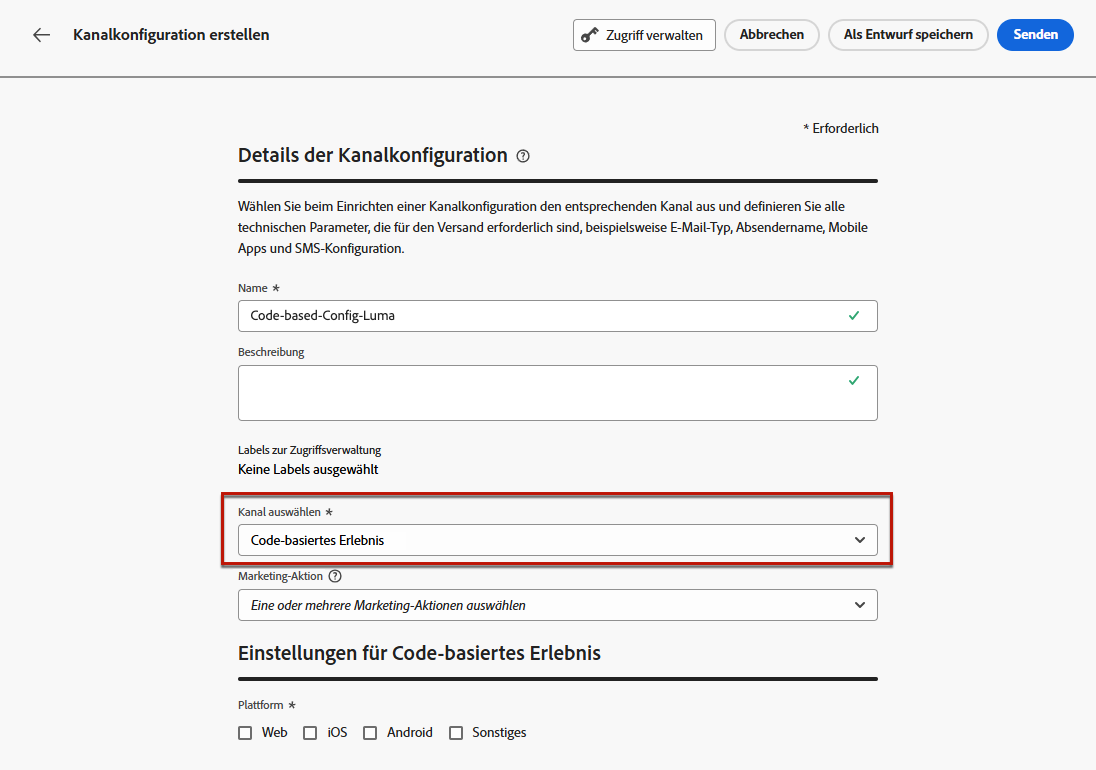 Kanalkonfiguration erstellen
Zugriff verwalten
Abbrechen
Als Entwurf speichern
Senden
* Erforderlich
Details der Kanalkonfiguration
Wählen Sie beim Einrichten einer Kanalkonfiguration den entsprechenden Kanal aus und definieren Sie alle
technischen Parameter, die für den Versand erforderlich sind, beispielsweise E-Mail-Typ, Absendername, Mobile
Apps und SMS-Konfiguration.
Name *
Code-based-Config-Luma
Beschreibung
Labels zur Zugriffsverwaltung
Keine Labels ausgewählt
Kanal auswählen *
Code-basiertes Erlebnis
Marketing-Aktion
Eine oder mehrere Marketing-Aktionen auswählen
Einstellungen für Code-basiertes Erlebnis
Plattform *
Web iOS Android Sonstiges